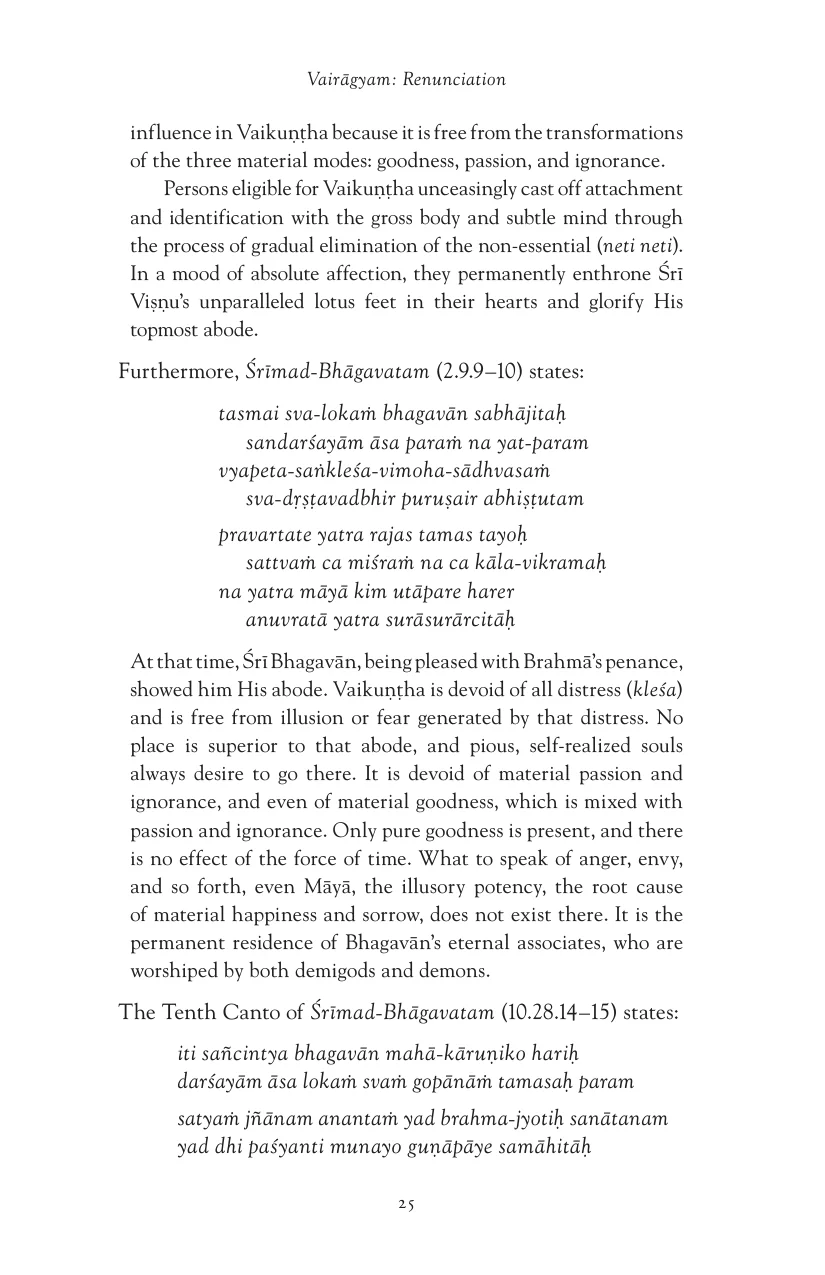 Vairāgyam: Renunciation
influence in Vaikuṇṭha because it is free from the transformations
of the three material modes: goodness, passion, and ignorance.
Persons eligible for Vaikuṇṭha unceasingly cast off attachment
and identification with the gross body and subtle mind through
the process of gradual elimination of the non-essential (neti neti).
In a mood of absolute affection, they permanently enthrone Śrī
Viṣṇu’s unparalleled lotus feet in their hearts and glorify His
topmost abode.
Furthermore, Śrīmad-Bhāgavatam (2.9.9–10) states:
tasmai sva-lokaṁ bhagavān sabhājitaḥ
sandarśayām āsa paraṁ na yat-param
vyapeta-saṅkleśa-vimoha-sādhvasaṁ
sva-dṛṣṭavadbhir puruṣair abhiṣṭutam
pravartate yatra rajas tamas tayoḥ
sattvaṁ ca miśraṁ na ca kāla-vikramaḥ
na yatra māyā kim utāpare harer
anuvratā yatra surāsurārcitāḥ
At that time, Śrī Bhagavān, being pleased with Brahmā’s penance,
showed him His abode. Vaikuṇṭha is devoid of all distress (kleśa)
and is free from illusion or fear generated by that distress. No
place is superior to that abode, and pious, self-realized souls
always desire to go there. It is devoid of material passion and
ignorance, and even of material goodness, which is mixed with
passion and ignorance. Only pure goodness is present, and there
is no effect of the force of time. What to speak of anger, envy,
and so forth, even Māyā, the illusory potency, the root cause
of material happiness and sorrow, does not exist there. It is the
permanent residence of Bhagavān’s eternal associates, who are
worshiped by both demigods and demons.
The Tenth Canto of Śrīmad-Bhāgavatam (10.28.14–15) states:
iti sañcintya bhagavān mahā-kāruṇiko hariḥ
darśayām āsa lokaṁ svaṁ gopānāṁ tamasaḥ param
satyaṁ jñānam anantaṁ yad brahma-jyotiḥ sanātanam
yad dhi paśyanti munayo guṇāpāye samāhitāḥ
25